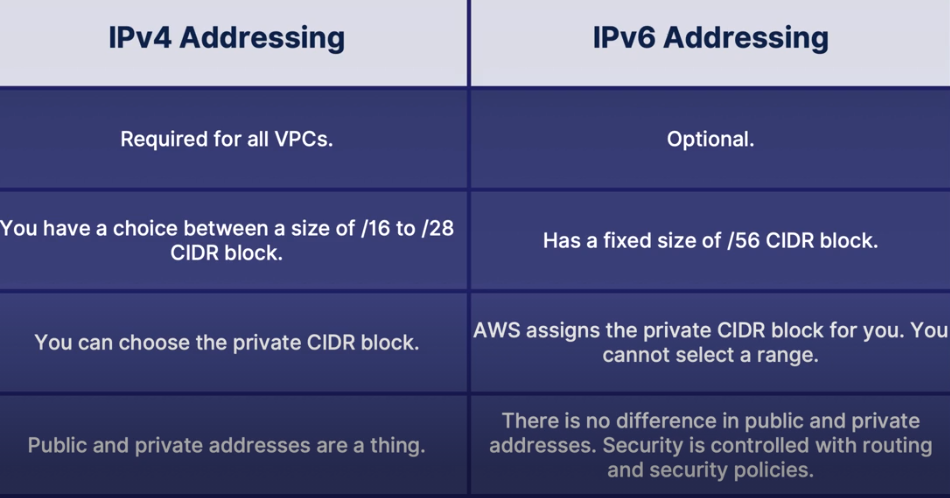 IPv4 Addressing
IPv6 Addressing
Required for all VPCs.
Optional.
You have a choice between a size of /16 to /28
CIDR block.
Has a fixed size of /56 CIDR block.
You can choose the private CIDR block.
AWS assigns the private CIDR block for you. You
cannot select a range.
Public and private addresses are a thing.
There is no difference in public and private
addresses. Security is controlled with routing
and security policies.